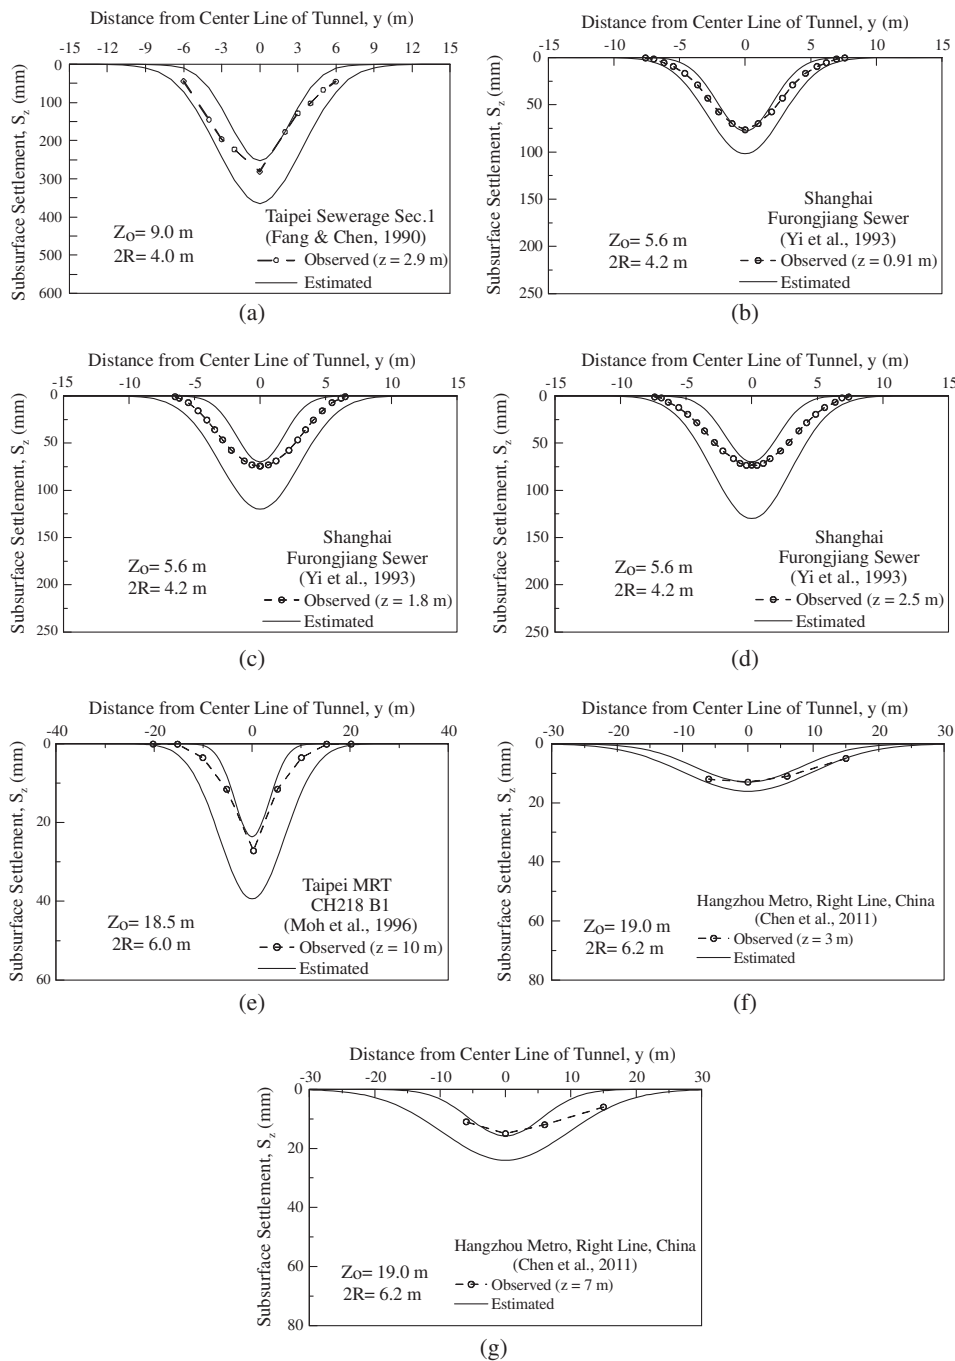 Distance from Center Line of Tunnel, y (m)
-15 -12 -9 -6 -3 0 3 6 9 12 15
Subsurface Settlement, Sz (mm)
0
100
200
300
400
500
600
Zo= 9.0 m
2R= 4.0 m
Taipei Sewerage Sec.1
(Fang & Chen, 1990)
Observed (z = 2.9 m)
Estimated
(a)
Distance from Center Line of Tunnel, y (m)
-15 -10 -5 0 5 10 15
Subsurface Settlement, Sz (mm)
0
50
100
150
200
250
Zo= 5.6 m
2R= 4.2 m
Shanghai
Furongjiang Sewer
(Yi et al., 1993)
Observed (z = 0.91 m)
Estimated
(b)
Distance from Center Line of Tunnel, y (m)
-15 -10 -5 0 5 10 15
Subsurface Settlement, Sz (mm)
0
50
100
150
200
250
Zo= 5.6 m
2R= 4.2 m
Shanghai
Furongjiang Sewer
(Yi et al., 1993)
Observed (z = 1.8 m)
Estimated
(c)
Distance from Center Line of Tunnel, y (m)
-15 -10 -5 0 5 10 15
Subsurface Settlement, Sz (mm)
0
50
100
150
200
250
Zo= 5.6 m
2R= 4.2 m
Shanghai
Furongjiang Sewer
(Yi et al., 1993)
Observed (z = 2.5 m)
Estimated
(d)
Distance from Center Line of Tunnel, y (m)
-40 -20 0 20 40
Subsurface Settlement, Sz (mm)
0
20
40
60
Zo= 18.5 m
2R= 6.0 m
Taipei MRT
CH218 B1
(Moh et al., 1996)
Observed (z = 10 m)
Estimated
(e)
Distance from Center Line of Tunnel, y (m)
-30 -20 -10 0 10 20 30
Subsurface Settlement, Sz (mm)
0
20
40
60
80
Zo= 19.0 m
2R= 6.2 m
Hangzhou Metro, Right Line, China
(Chen et al., 2011)
Observed (z = 3 m)
Estimated
(f)
Distance from Center Line of Tunnel, y (m)
-30 -20 -10 0 10 20 30
Subsurface Settlement, Sz (mm)
0
20
40
60
80
Zo= 19.0 m
2R= 6.2 m
Hangzhou Metro, Right Line, China
(Chen et al., 2011)
Observed (z = 7 m)
Estimated
(g)